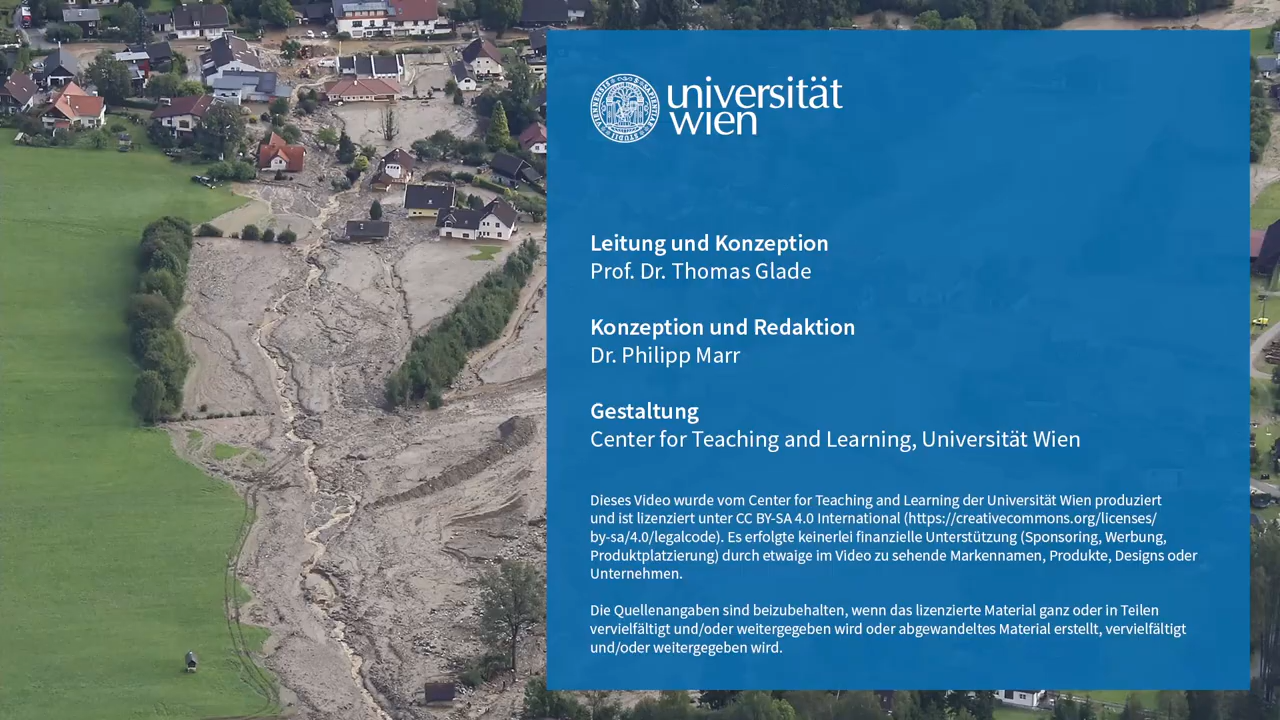 universität
wien
Leitung und Konzeption
Prof. Dr. Thomas Glade
Konzeption und Redaktion
Dr. Philipp Marr
Gestaltung
Center for Teaching and Learning, Universität Wien
Dieses Video wurde vom Center for Teaching and Learning der Universität Wien produziert
und ist lizenziert unter CC BY-SA 4.0 International (https://creativecommons.org/licenses/
by-sa/4.0/legalcode). Es erfolgte keinerlei finanzielle Unterstützung (Sponsoring, Werbung,
Produktplatzierung) durch etwaige im Video zu sehende Markennamen, Produkte, Designs oder
Unternehmen.
Die Quellenangaben sind beizubehalten, wenn das lizenzierte Material ganz oder in Teilen
vervielfältigt und/oder weitergegeben wird oder abgewandeltes Material erstellt, vervielfältigt
und/oder weitergegeben wird.